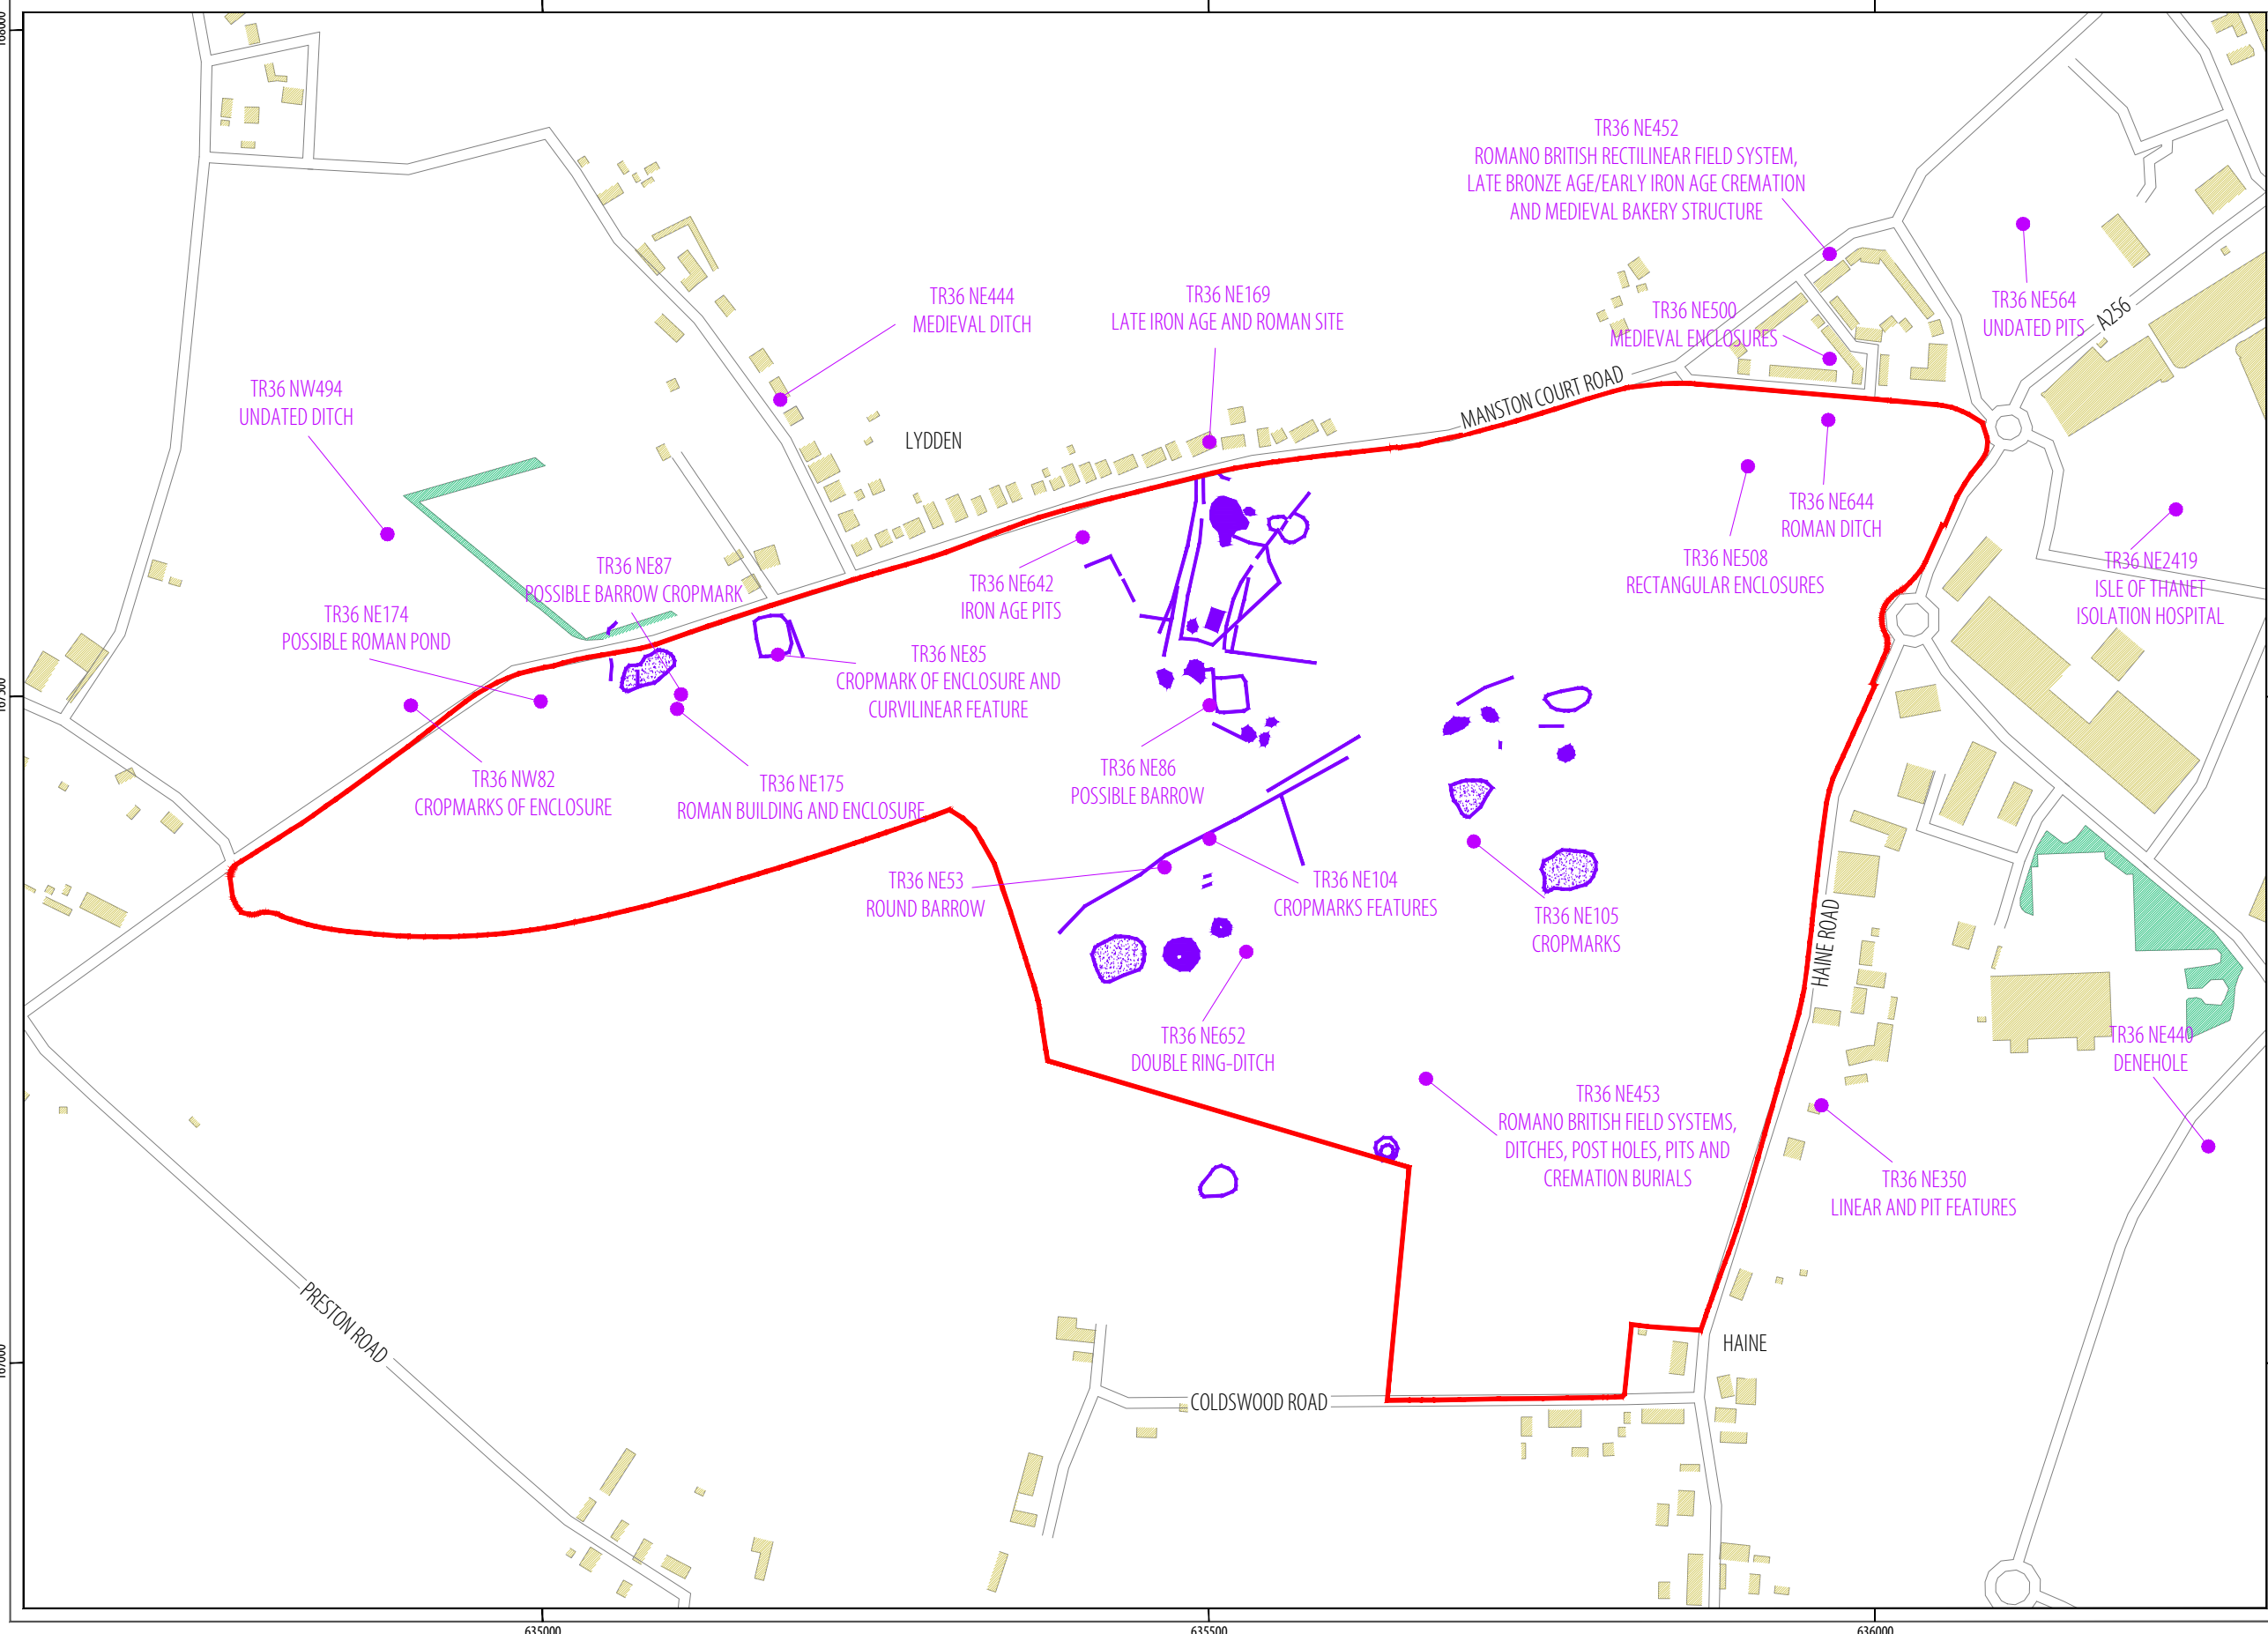 TR36 NE452
ROMANO BRITISH RECTILINEAR FIELD SYSTEM,
LATE BRONZE AGE/EARLY IRON AGE CREMATION
AND MEDIEVAL BAKERY STRUCTURE
TR36 NE444
MEDIEVAL DITCH
TR36 NE169
LATE IRON AGE AND ROMAN SITE
TR36 NE500
MEDIEVAL ENCLOSURES
TR36 NE564
UNDATED PITS
A256
TR36 NW494
UNDATED DITCH
MANSTON COURT ROAD
LYDDEN
TR36 NE644
ROMAN DITCH
TR36 NE508
RECTANGULAR ENCLOSURES
TR36 NE2419
ISLE OF THANET
ISOLATION HOSPITAL
TR36 NE87
POSSIBLE BARROW CROPMARK
TR36 NE642
IRON AGE PITS
TR36 NE174
POSSIBLE ROMAN POND
TR36 NE85
CROPMARK OF ENCLOSURE AND
CURVILINEAR FEATURE
TR36 NW82
CROPMARKS OF ENCLOSURE
TR36 NE175
ROMAN BUILDING AND ENCLOSURE
TR36 NE86
POSSIBLE BARROW
TR36 NE53
ROUND BARROW
TR36 NE104
CROPMARKS FEATURES
TR36 NE105
CROPMARKS
HAINE ROAD
TR36 NE652
DOUBLE RING-DITCH
TR36 NE440
DENEHOLE
TR36 NE453
ROMANO BRITISH FIELD SYSTEMS,
DITCHES, POST HOLES, PITS AND
CREMATION BURIALS
TR36 NE350
LINEAR AND PIT FEATURES
PRESTON ROAD
HAINE
COLDSWOOD ROAD
635000
635500
636000